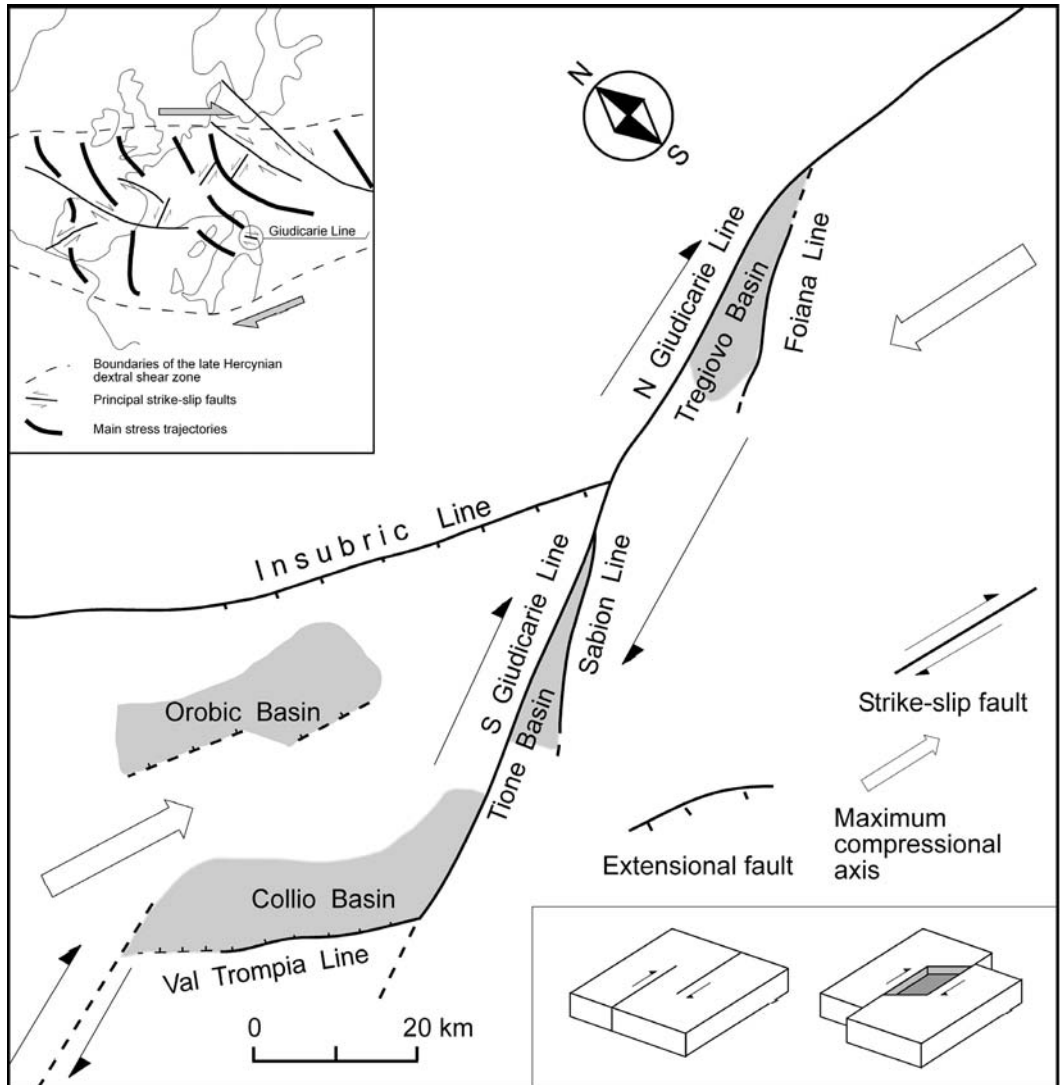 Giudicarie Line
Boundaries of the late Hercynian
dextral shear zone
Principal strike-slip faults
Main stress trajectories
N
S
N Giudicarie Line
Tregiovo Basin
Foiana Line
Insubric Line
S Giudicarie Line
Sabion Line
Tione Basin
Orobic Basin
Collio Basin
Val Trompia Line
Strike-slip fault
Maximum
compressional
axis
Extensional fault
0 20 km